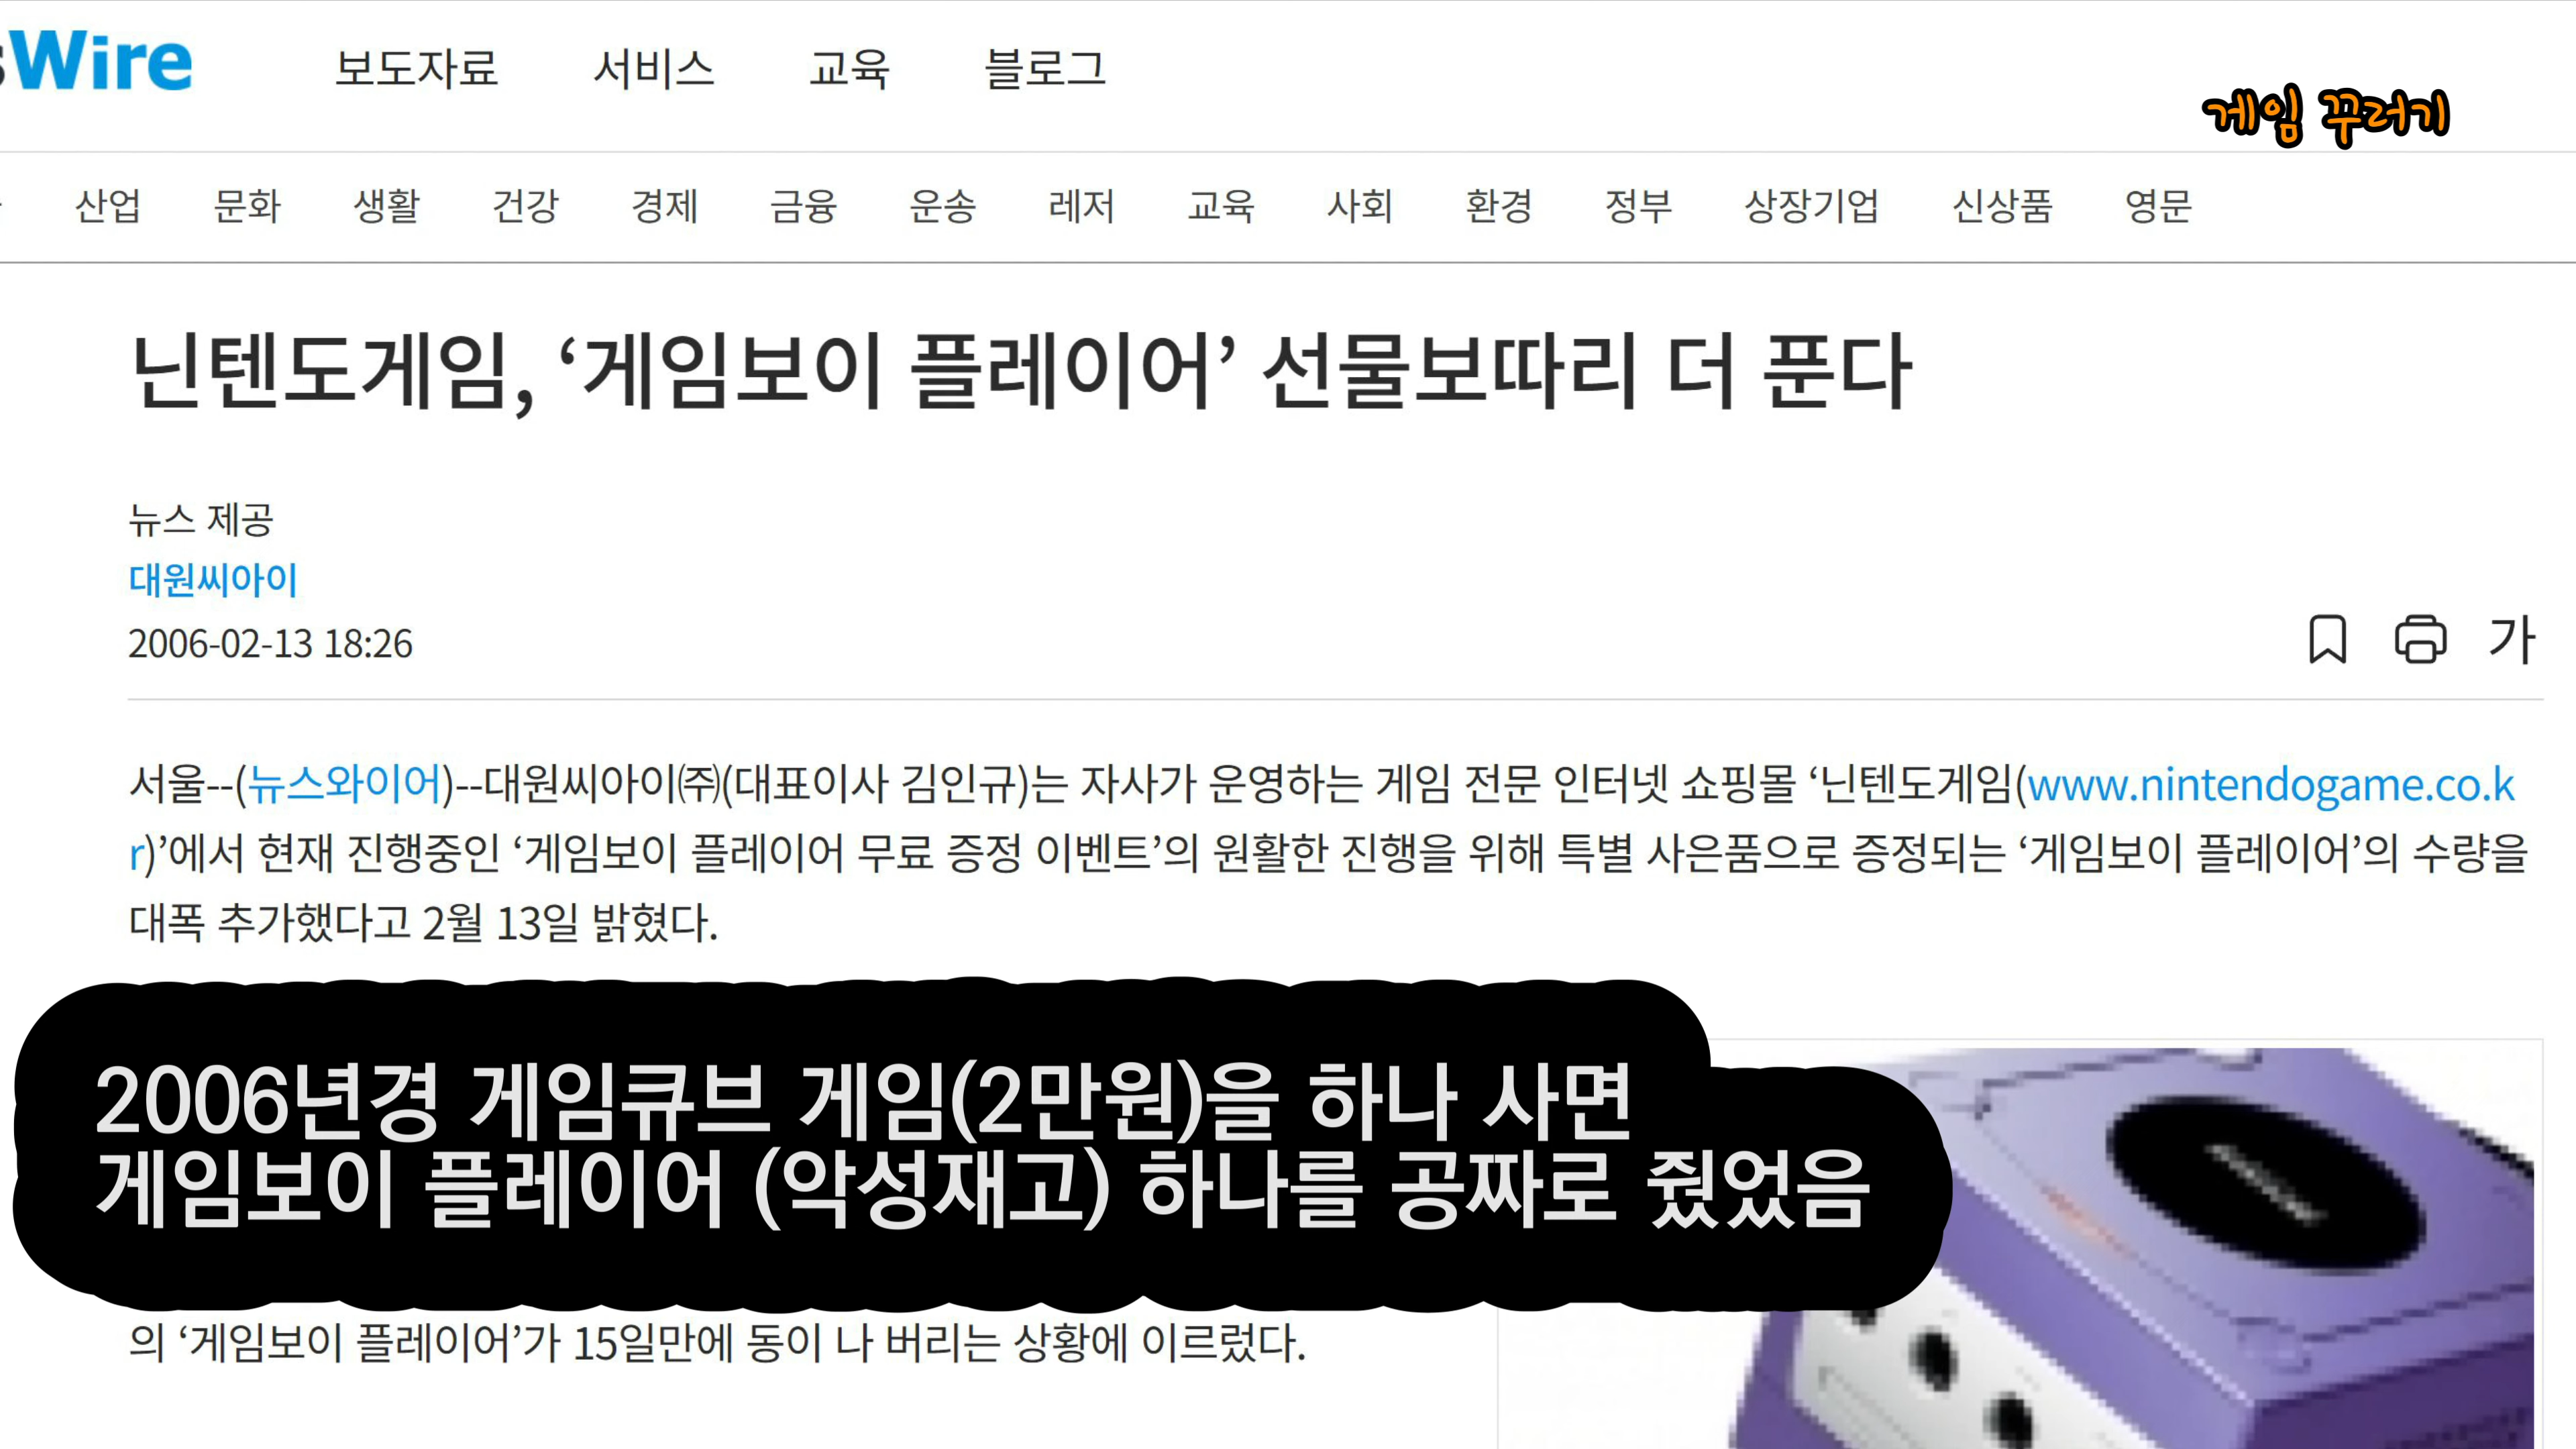 sWire 보도자료 서비스 교육 블로그
게임 꾸러기
산업 문화 생활 건강 경제 금융 운송 레저 교육 사회 환경 정부 상장기업 신상품 영문
닌텐도게임, ‘게임보이 플레이어’ 선물보따리 더 푼다
뉴스 제공
대원씨아이
2006-02-13 18:26
가
서울--(뉴스와이어)--대원씨아이㈜(대표이사 김인규)는 자사가 운영하는 게임 전문 인터넷 쇼핑몰 ‘닌텐도게임(www.nintendogame.co.k
r)’에서 현재 진행중인 ‘게임보이 플레이어 무료 증정 이벤트’의 원활한 진행을 위해 특별 사은품으로 증정되는 ‘게임보이 플레이어’의 수량을
대폭 추가했다고 2월 13일 밝혔다.
2006년경 게임큐브 게임(2만원)을 하나 사면
게임보이 플레이어 (악성재고) 하나를 공짜로 줬었음
의 ‘게임보이 플레이어’가 15일만에 동이 나 버리는 상황에 이르렀다.